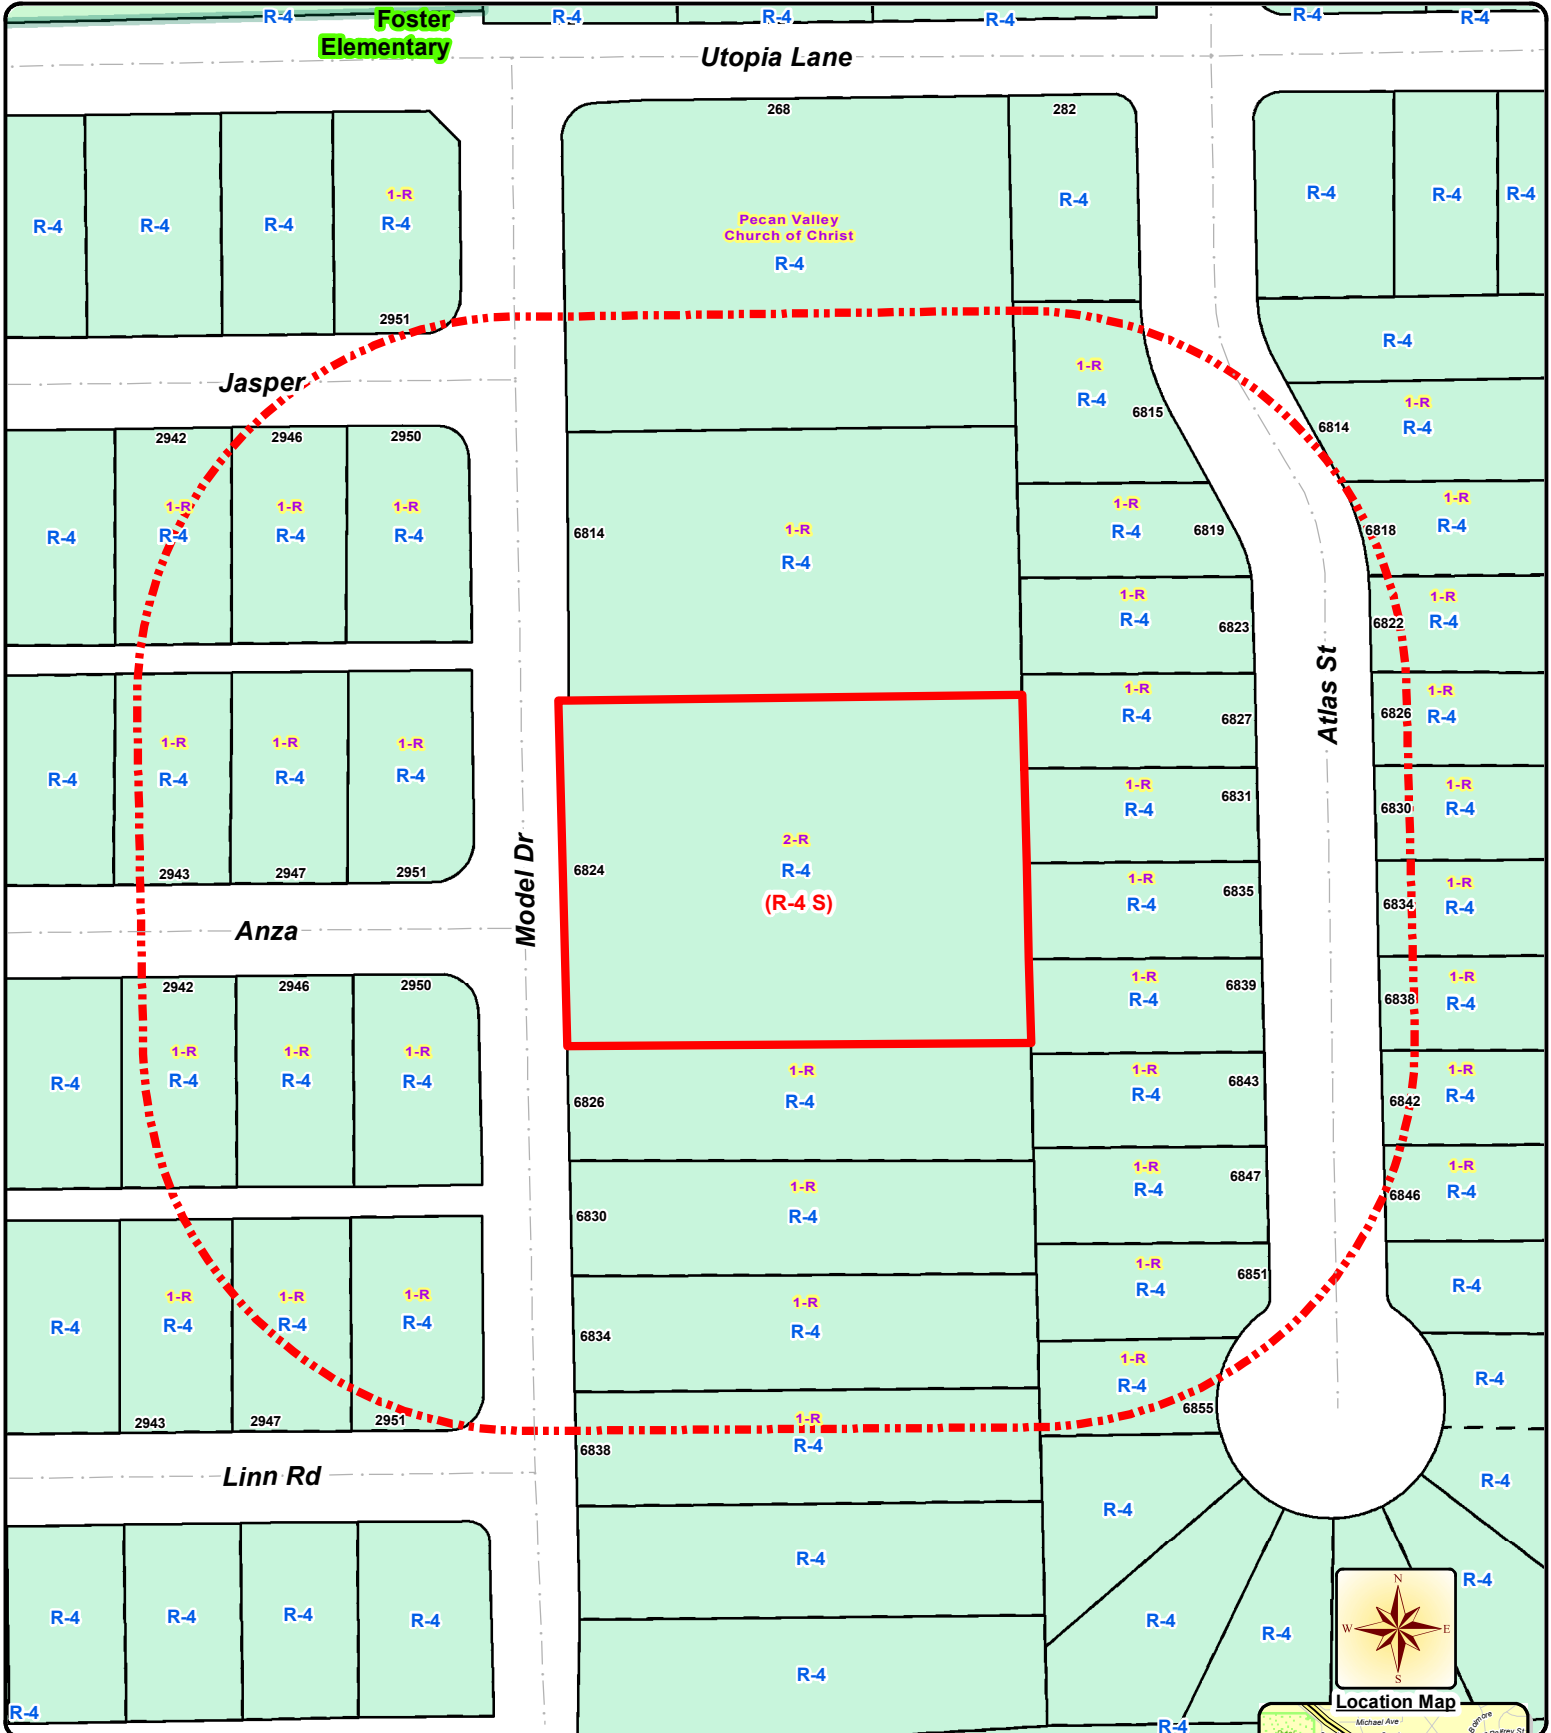 R-4
Foster
R-4
R-4
R-4
R-4
R-4
Elementary
Utopia Lane
268
282
1-R
R-4
R-4
R-4
R-4
Pecan Valley
Church of Christ
R-4
R-4
R-4
R-4
R-4
2951
R-4
Jasper
1-R
R-4
6815
1-R
R-4
6814
2942
2946
2950
1-R
R-4
1-R
R-4
1-R
R-4
R-4
6814
1-R
R-4
1-R
R-4
6819
1-R
R-4
6818
1-R
R-4
6823
1-R
R-4
6822
1-R
R-4
6827
1-R
R-4
6826
Atlas St
R-4
1-R
R-4
1-R
R-4
1-R
R-4
1-R
R-4
6831
1-R
R-4
6830
2943
2947
2951
Model Dr
6824
2-R
R-4
(R-4 S)
1-R
R-4
6835
1-R
R-4
6834
Anza
1-R
R-4
6839
1-R
R-4
6838
2942
2946
2950
R-4
1-R
R-4
1-R
R-4
1-R
R-4
6826
1-R
R-4
1-R
R-4
6843
1-R
R-4
6842
6830
1-R
R-4
1-R
R-4
6847
1-R
R-4
6846
R-4
1-R
R-4
1-R
R-4
1-R
R-4
6834
1-R
R-4
1-R
R-4
6851
R-4
2943
2947
2951
1-R
R-4
6838
1-R
R-4
6855
R-4
Linn Rd
R-4
R-4
R-4
R-4
R-4
R-4
R-4
R-4
R-4
R-4
R-4
R-4
R-4
N
W
E
S
Location Map
Michael Ave
R-4